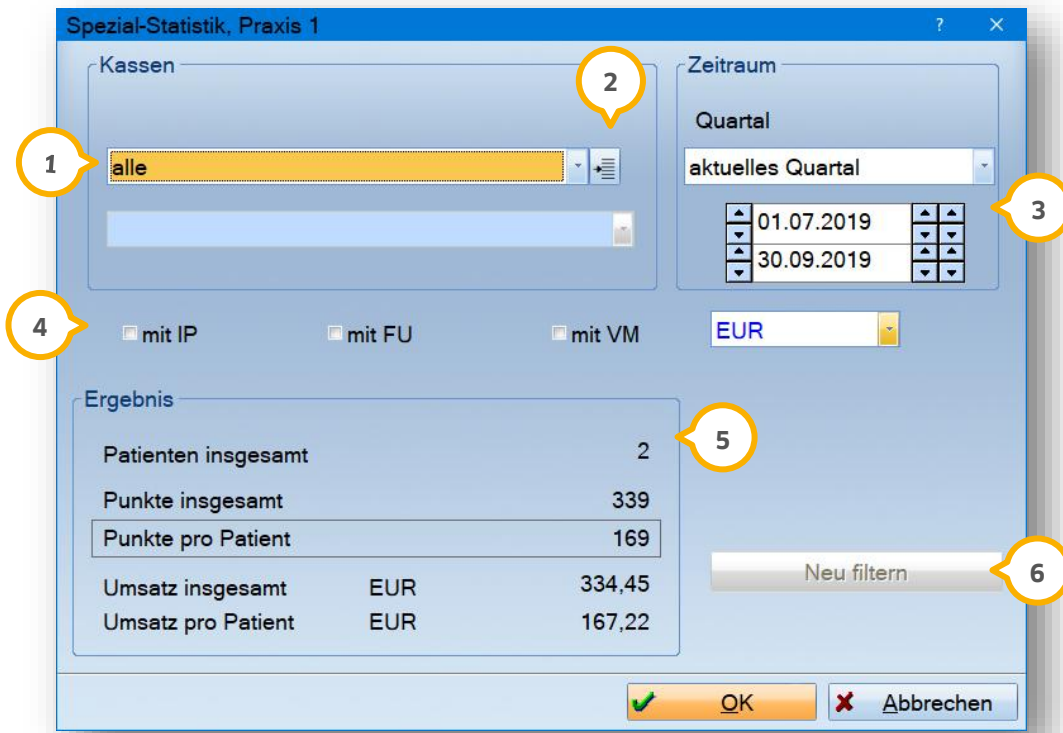 Spezial-Statistik, Praxis 1 ? ×
Kassen
2
Zeitraum
Quartal
1
alle
aktuelles Quartal
3
01.07.2019
30.09.2019
4
mit IP mit FU mit VM EUR
Ergebnis
5
Patienten insgesamt 2
Punkte insgesamt 339
Punkte pro Patient 169
Umsatz insgesamt EUR 334,45
Umsatz pro Patient EUR 167,22
Neu filtern
6
OK Abbrechen